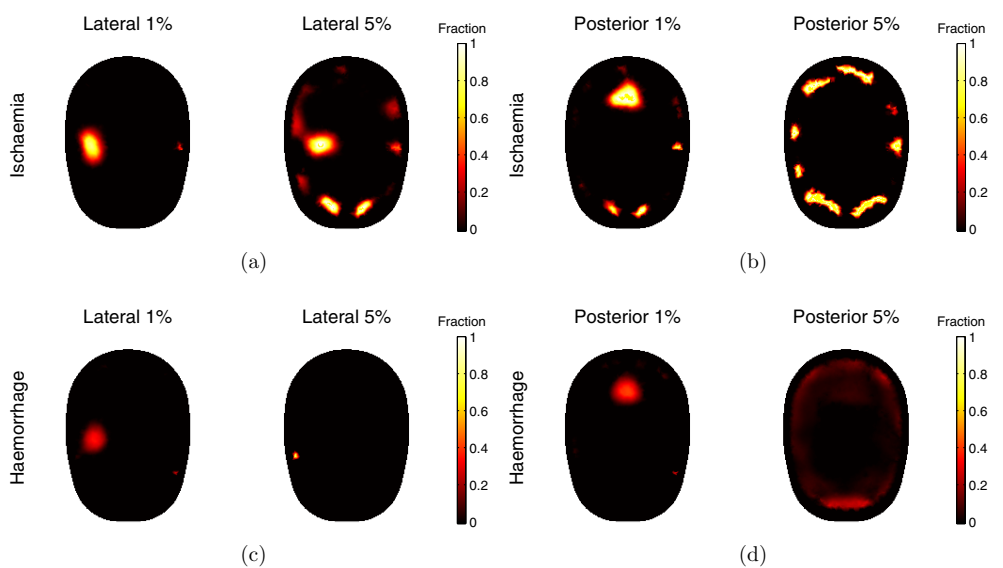 Lateral 1%
Lateral 5%
Fraction
Posterior 1%
Posterior 5%
Fraction
Ischaemia
1
0.8
0.6
0.4
0.2
0
Ischaemia
1
0.8
0.6
0.4
0.2
0
(a)
(b)
Lateral 1%
Lateral 5%
Fraction
Posterior 1%
Posterior 5%
Fraction
Haemorrhage
1
0.8
0.6
0.4
0.2
0
Haemorrhage
1
0.8
0.6
0.4
0.2
0
(c)
(d)